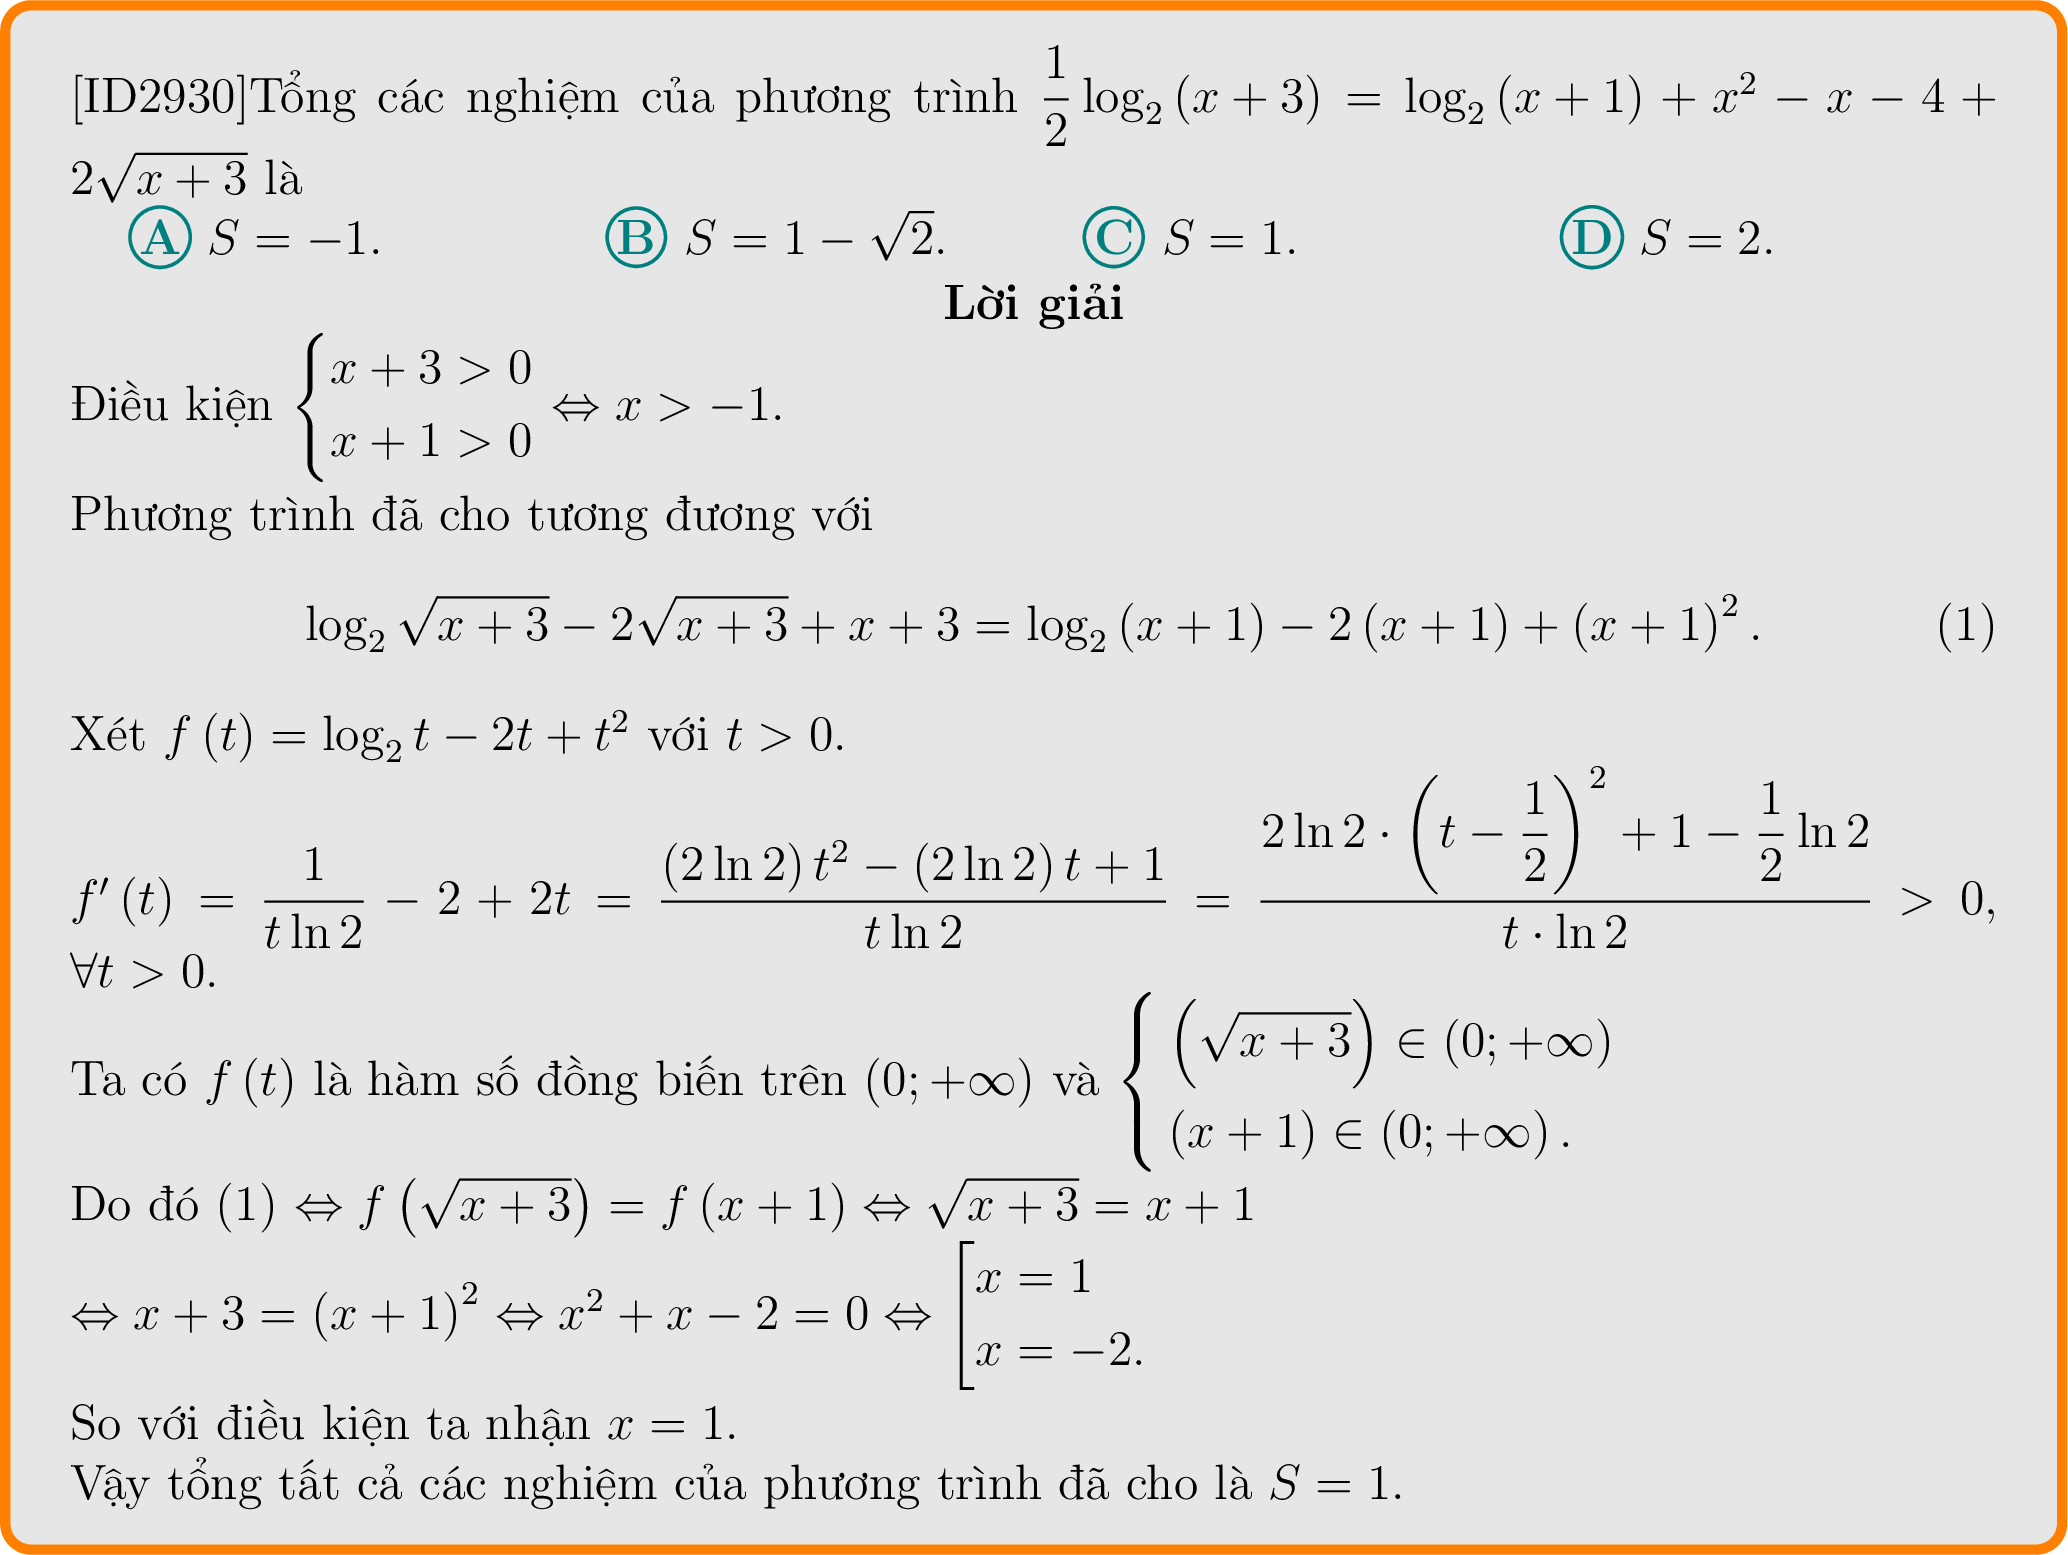 [ID2930]Tổng các nghiệm của phương trình $\dfrac{1}{2}\log_2(x+3) = \log_2(x+1) + x^2 - x - 4 +$
$2\sqrt{x+3}$ là
Ⓐ $S = -1$. Ⓑ $S = 1 - \sqrt{2}$. Ⓒ $S = 1$. Ⓓ $S = 2$.
Lời giải
Điều kiện $\begin{cases} x+3 > 0 \\ x+1 > 0 \end{cases} \Leftrightarrow x > -1$.
Phương trình đã cho tương đương với
$\log_2\sqrt{x+3} - 2\sqrt{x+3} + x + 3 = \log_2(x+1) - 2(x+1) + (x+1)^2.$ (1)
Xét $f(t) = \log_2 t - 2t + t^2$ với $t > 0$.
$f'(t) = \dfrac{1}{t\ln 2} - 2 + 2t = \dfrac{(2\ln 2)t^2 - (2\ln 2)t + 1}{t\ln 2} = \dfrac{2\ln 2 \cdot \left(t - \dfrac{1}{2}\right)^2 + 1 - \dfrac{1}{2}\ln 2}{t \cdot \ln 2} > 0,$
$\forall t > 0$.
Ta có $f(t)$ là hàm số đồng biến trên $(0; +\infty)$ và $\begin{cases} \left(\sqrt{x+3}\right) \in (0; +\infty) \\ (x+1) \in (0; +\infty). \end{cases}$
Do đó $(1) \Leftrightarrow f\left(\sqrt{x+3}\right) = f(x+1) \Leftrightarrow \sqrt{x+3} = x+1$
$\Leftrightarrow x + 3 = (x+1)^2 \Leftrightarrow x^2 + x - 2 = 0 \Leftrightarrow \left[\begin{array}{l} x = 1 \\ x = -2. \end{array}\right.$
So với điều kiện ta nhận $x = 1$.
Vậy tổng tất cả các nghiệm của phương trình đã cho là $S = 1$.